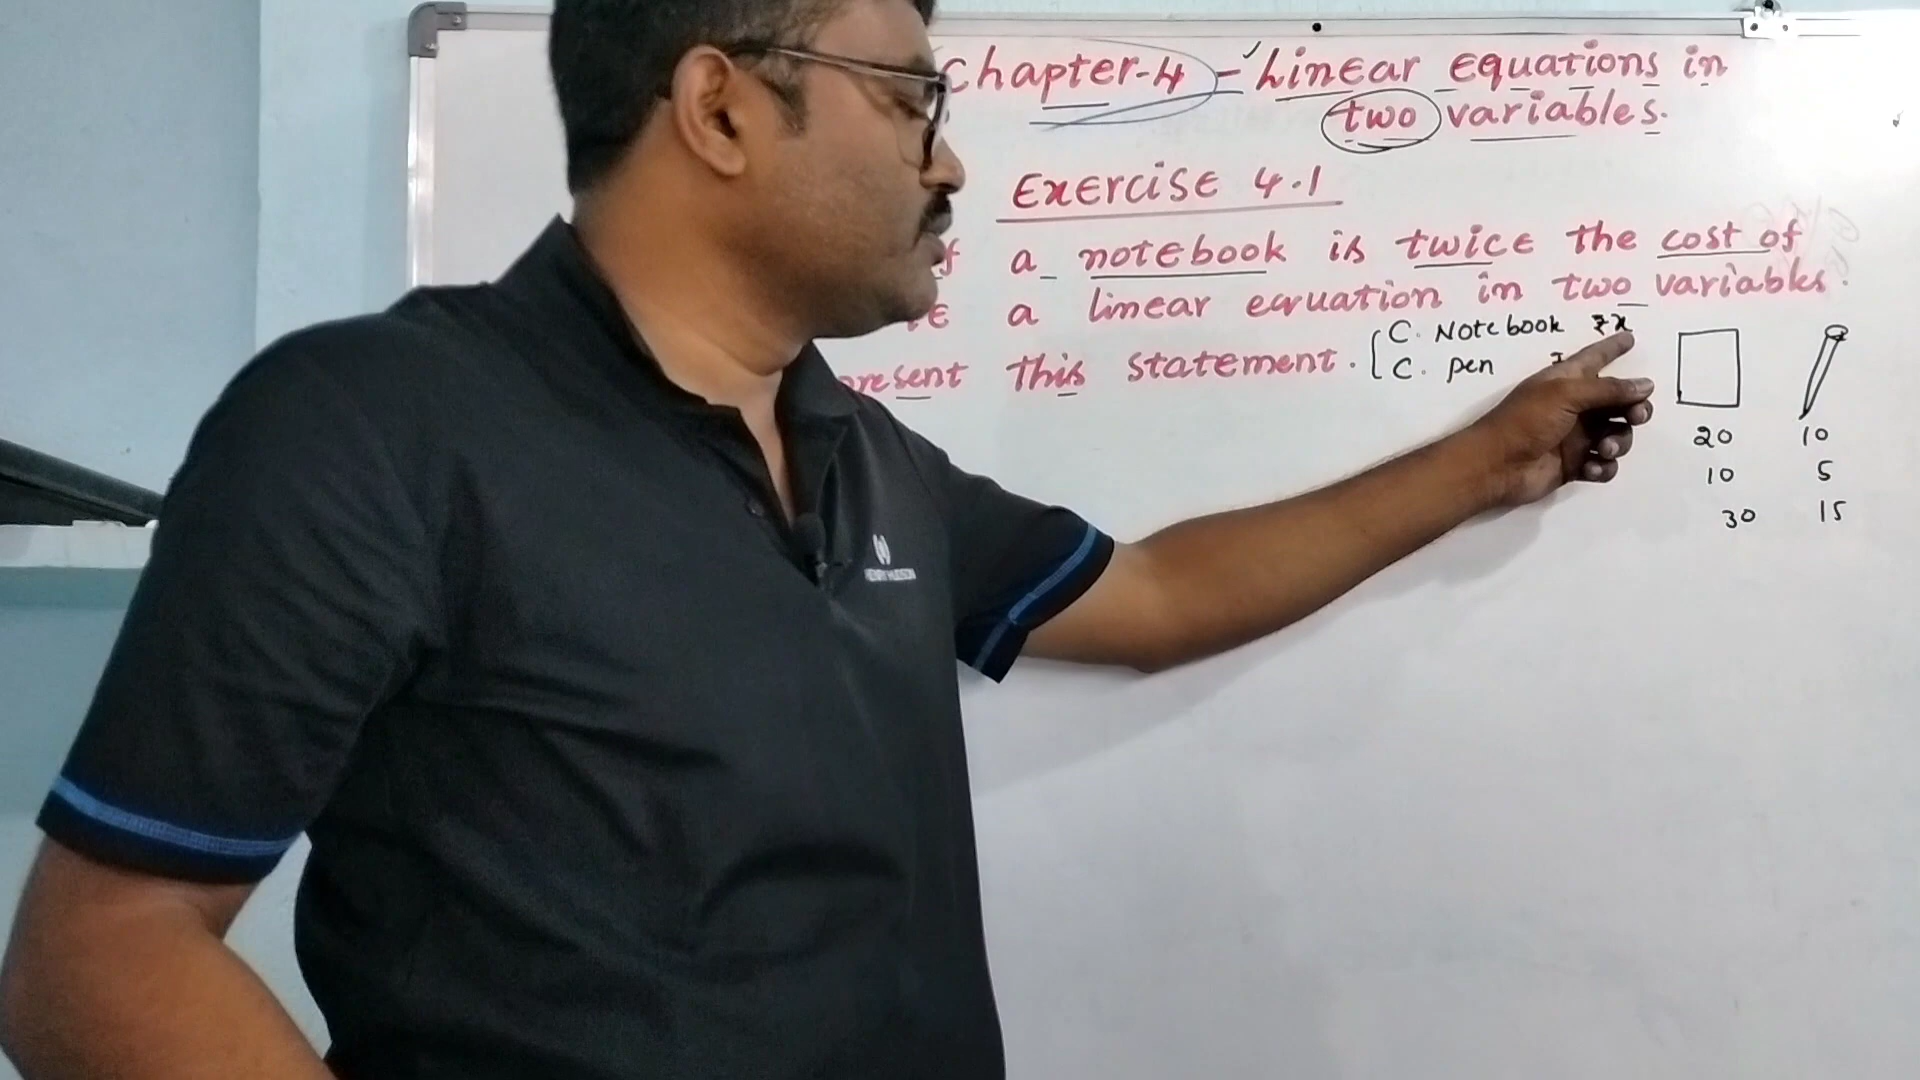 Chapter-4 - Linear equations in
two variables.
Exercise 4.1
a notebook is twice the cost of
a linear equation in two variables.
present this statement.
C. Notebook ₹x
C. pen
20 10
10 5
30 15